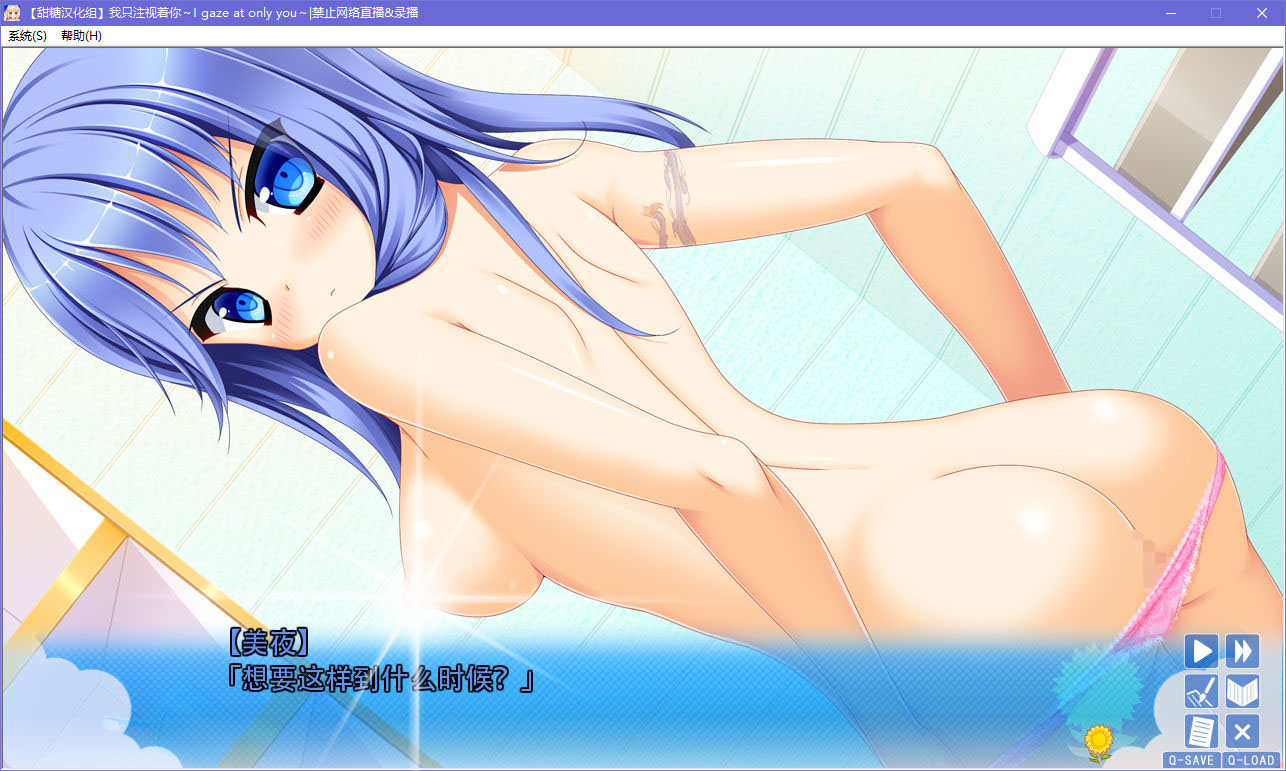 【甜糖汉化组】我只注视着你～I gaze at only you～|禁止网络直播&录播
系统(S) 帮助(H)
【美夜】
「想要这样到什么时候？」
Q-SAVE Q-LOAD